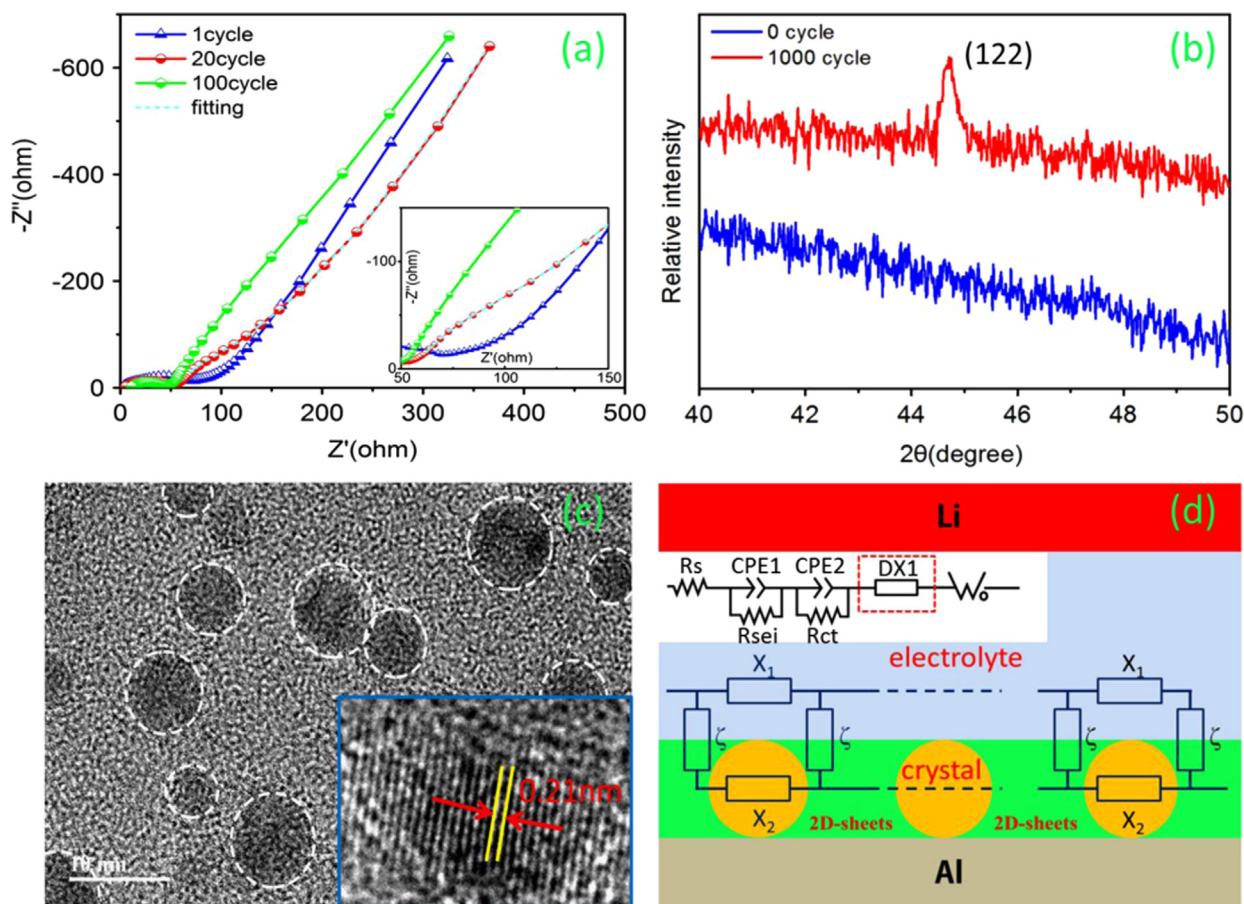 (a)
1cycle
20cycle
100cycle
fitting
-600
-400
-200
0
-Z''(ohm)
0 100 200 300 400 500
Z'(ohm)
-100
0
-Z''(ohm)
Z'(ohm)
50 100 150
(b)
0 cycle
1000 cycle
(122)
Relative intensity
40 42 44 46 48 50
2θ(degree)
(c)
0.21nm
10 nm
(d)
Li
Rs CPE1 CPE2 DX1
Rsei Rct
electrolyte
X₁ X₁
ζ ζ ζ ζ
crystal
X₂ 2D-sheets 2D-sheets X₂
Al